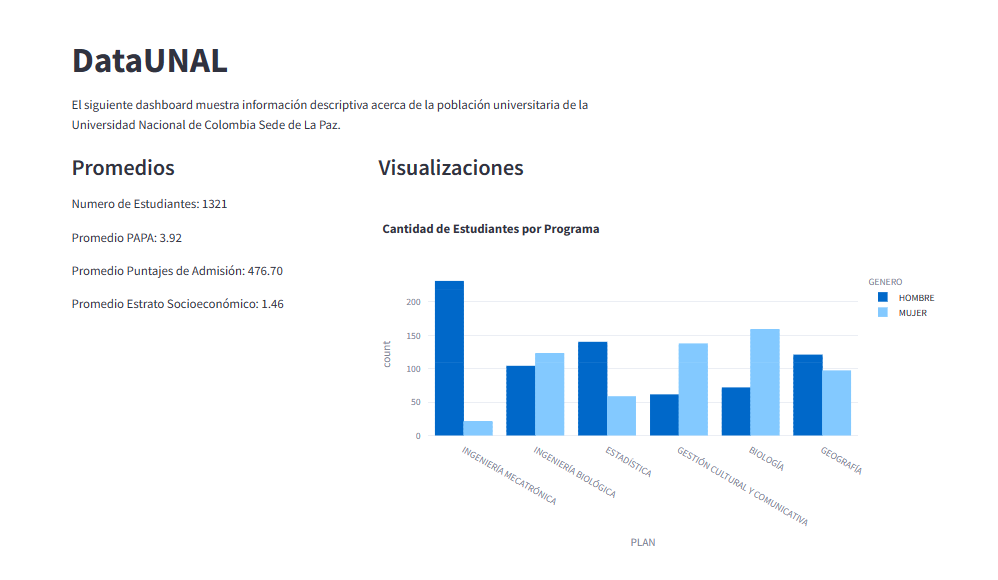 DataUNAL
El siguiente dashboard muestra información descriptiva acerca de la población universitaria de la
Universidad Nacional de Colombia Sede de La Paz.
Promedios
Numero de Estudiantes: 1321
Promedio PAPA: 3.92
Promedio Puntajes de Admisión: 476.70
Promedio Estrato Socioeconómico: 1.46
Visualizaciones
Cantidad de Estudiantes por Programa
GENERO
HOMBRE
MUJER
count
200
150
100
50
0
INGENIERÍA MECATRÓNICA
INGENIERÍA BIOLÓGICA
ESTADÍSTICA
GESTIÓN CULTURAL Y COMUNICATIVA
BIOLOGÍA
GEOGRAFÍA
PLAN